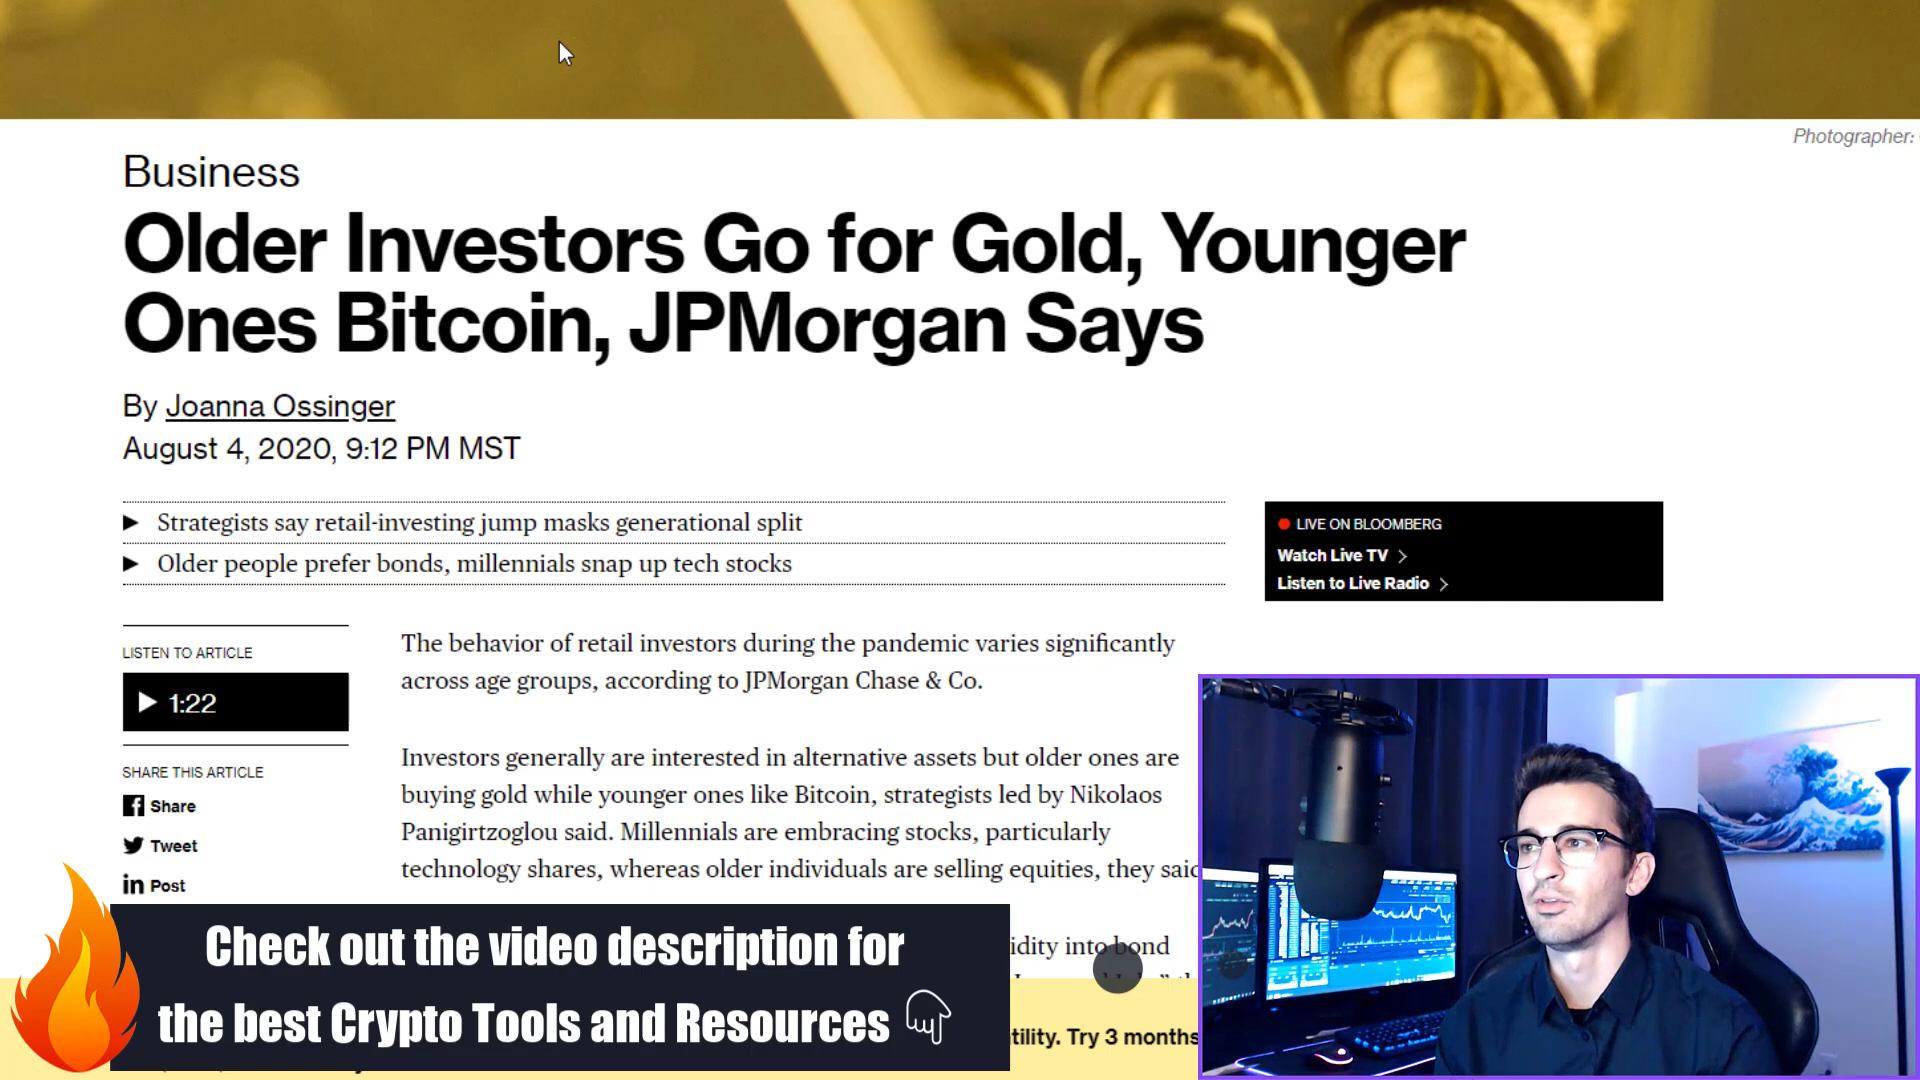 Photographer:
Business
Older Investors Go for Gold, Younger
Ones Bitcoin, JPMorgan Says
By Joanna Ossinger
August 4, 2020, 9:12 PM MST
Strategists say retail-investing jump masks generational split
Older people prefer bonds, millennials snap up tech stocks
LIVE ON BLOOMBERG
Watch Live TV
Listen to Live Radio
LISTEN TO ARTICLE
1:22
SHARE THIS ARTICLE
Share
Tweet
in Post
The behavior of retail investors during the pandemic varies significantly
across age groups, according to JPMorgan Chase & Co.
Investors generally are interested in alternative assets but older ones are
buying gold while younger ones like Bitcoin, strategists led by Nikolaos
Panigirtzoglou said. Millennials are embracing stocks, particularly
technology shares, whereas older individuals are selling equities, they said
idity into bond
tility. Try 3 months
Check out the video description for
the best Crypto Tools and Resources